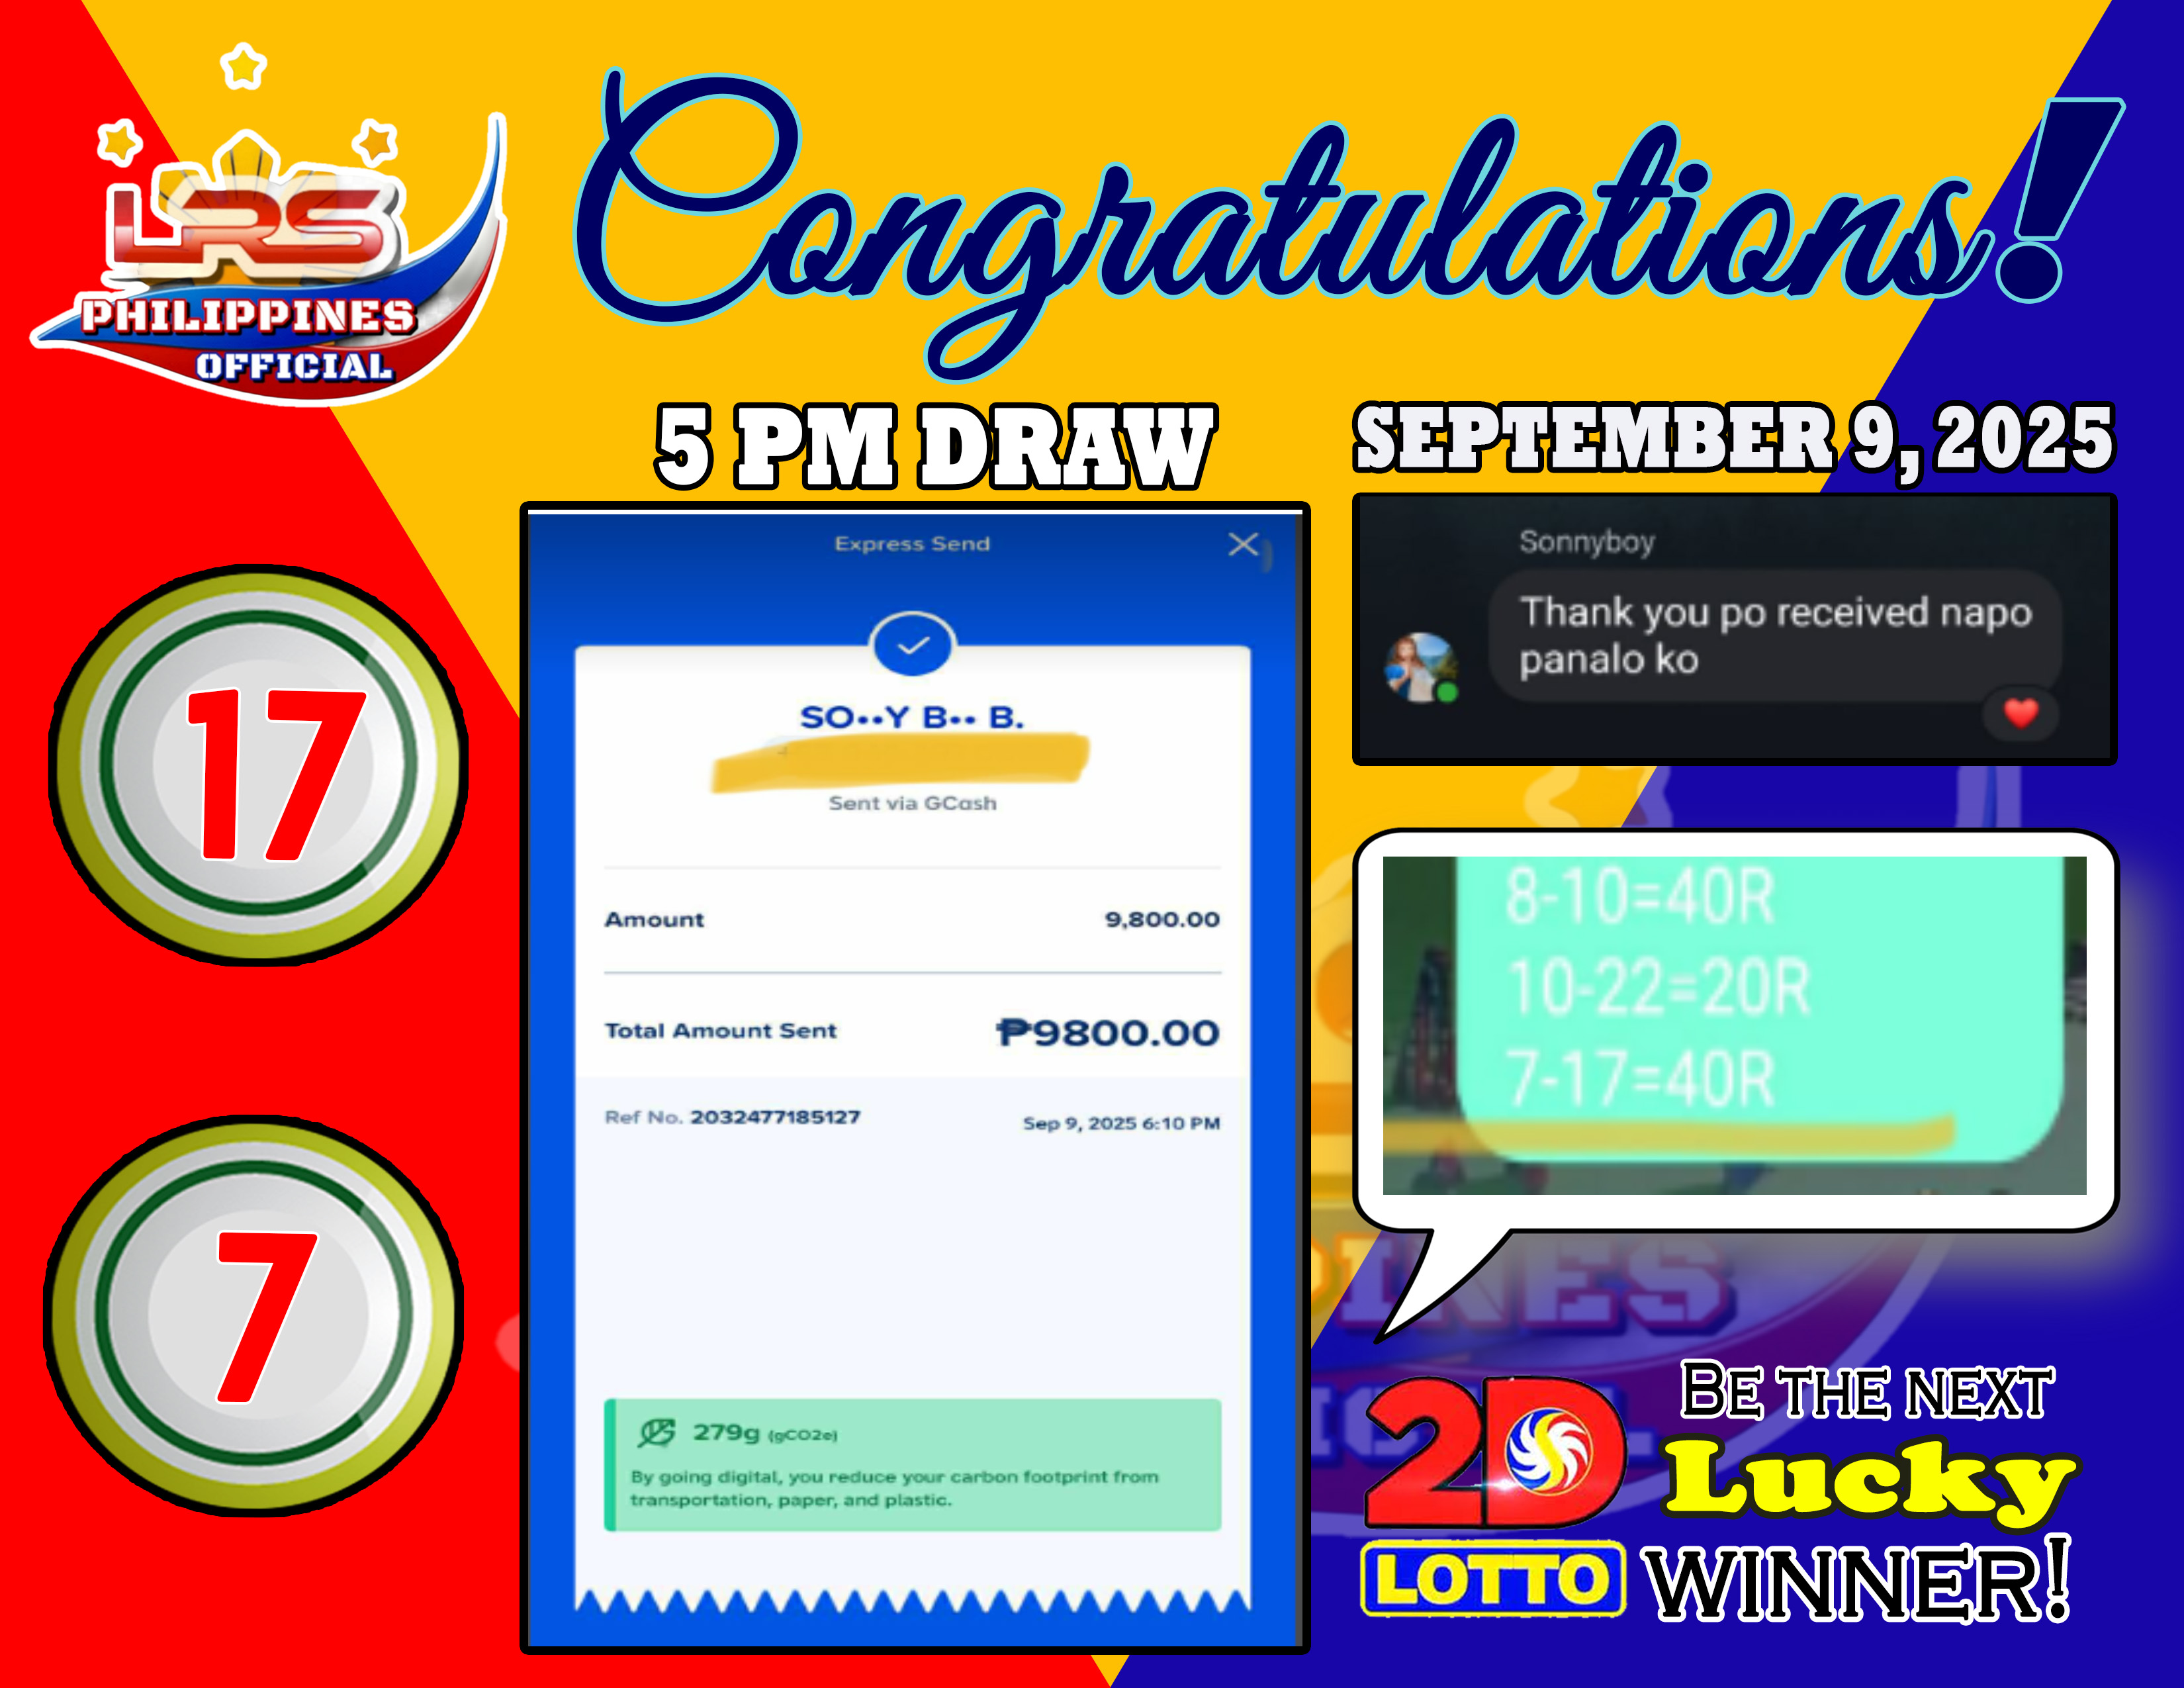 LRS
PHILIPPINES
OFFICIAL
Congratulations!
5 PM DRAW
SEPTEMBER 9, 2025
17
7
Express Send
SO••Y B•• B.
Sent via GCash
Amount 9,800.00
Total Amount Sent ₱9800.00
Ref No. 2032477185127 Sep 9, 2025 6:10 PM
279g (gCO2e)
By going digital, you reduce your carbon footprint from
transportation, paper, and plastic.
Sonnyboy
Thank you po received napo
panalo ko
8-10=40R
10-22=20R
7-17=40R
2D
LOTTO
BE THE NEXT
Lucky
WINNER!